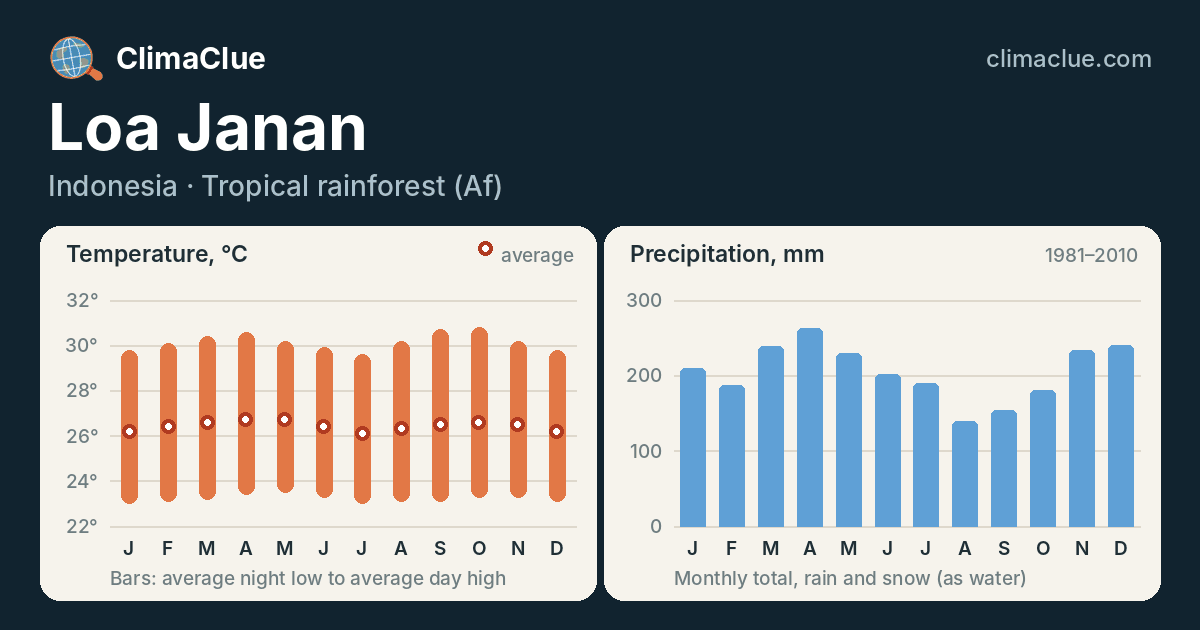 ClimaClue
climaclue.com
Loa Janan
Indonesia · Tropical rainforest (Af)
Temperature, °C
average
32°
30°
28°
26°
24°
22°
J F M A M J J A S O N D
Bars: average night low to average day high
Precipitation, mm
1981–2010
300
200
100
0
J F M A M J J A S O N D
Monthly total, rain and snow (as water)